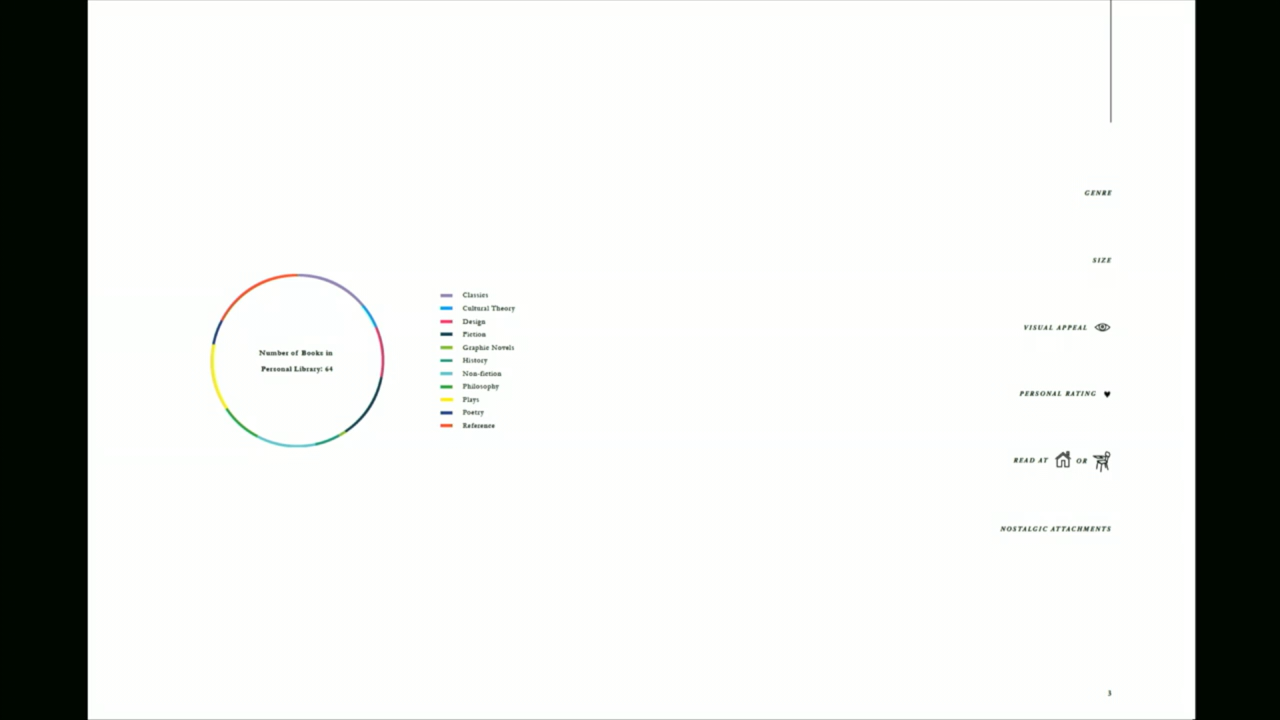 Number of Books in
Personal Library: 64
Classics
Cultural Theory
Design
Fiction
Graphic Novels
History
Non-fiction
Philosophy
Plays
Poetry
Reference
GENRE
SIZE
VISUAL APPEAL
PERSONAL RATING
READ AT OR
NOSTALGIC ATTACHMENTS
3